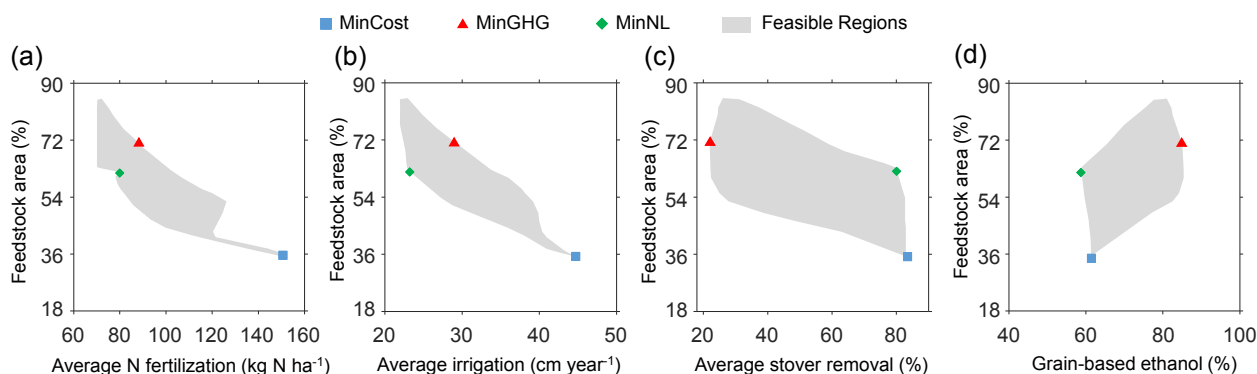 MinCost MinGHG MinNL Feasible Regions
(a) (b) (c) (d)
Feedstock area (%)
90
72
54
36
18
60 80 100 120 140 160
Average N fertilization (kg N ha⁻¹)
Feedstock area (%)
90
72
54
36
18
20 30 40 50
Average irrigation (cm year⁻¹)
Feedstock area (%)
90
72
54
36
18
20 40 60 80
Average stover removal (%)
Feedstock area (%)
90
72
54
36
18
40 60 80 100
Grain-based ethanol (%)